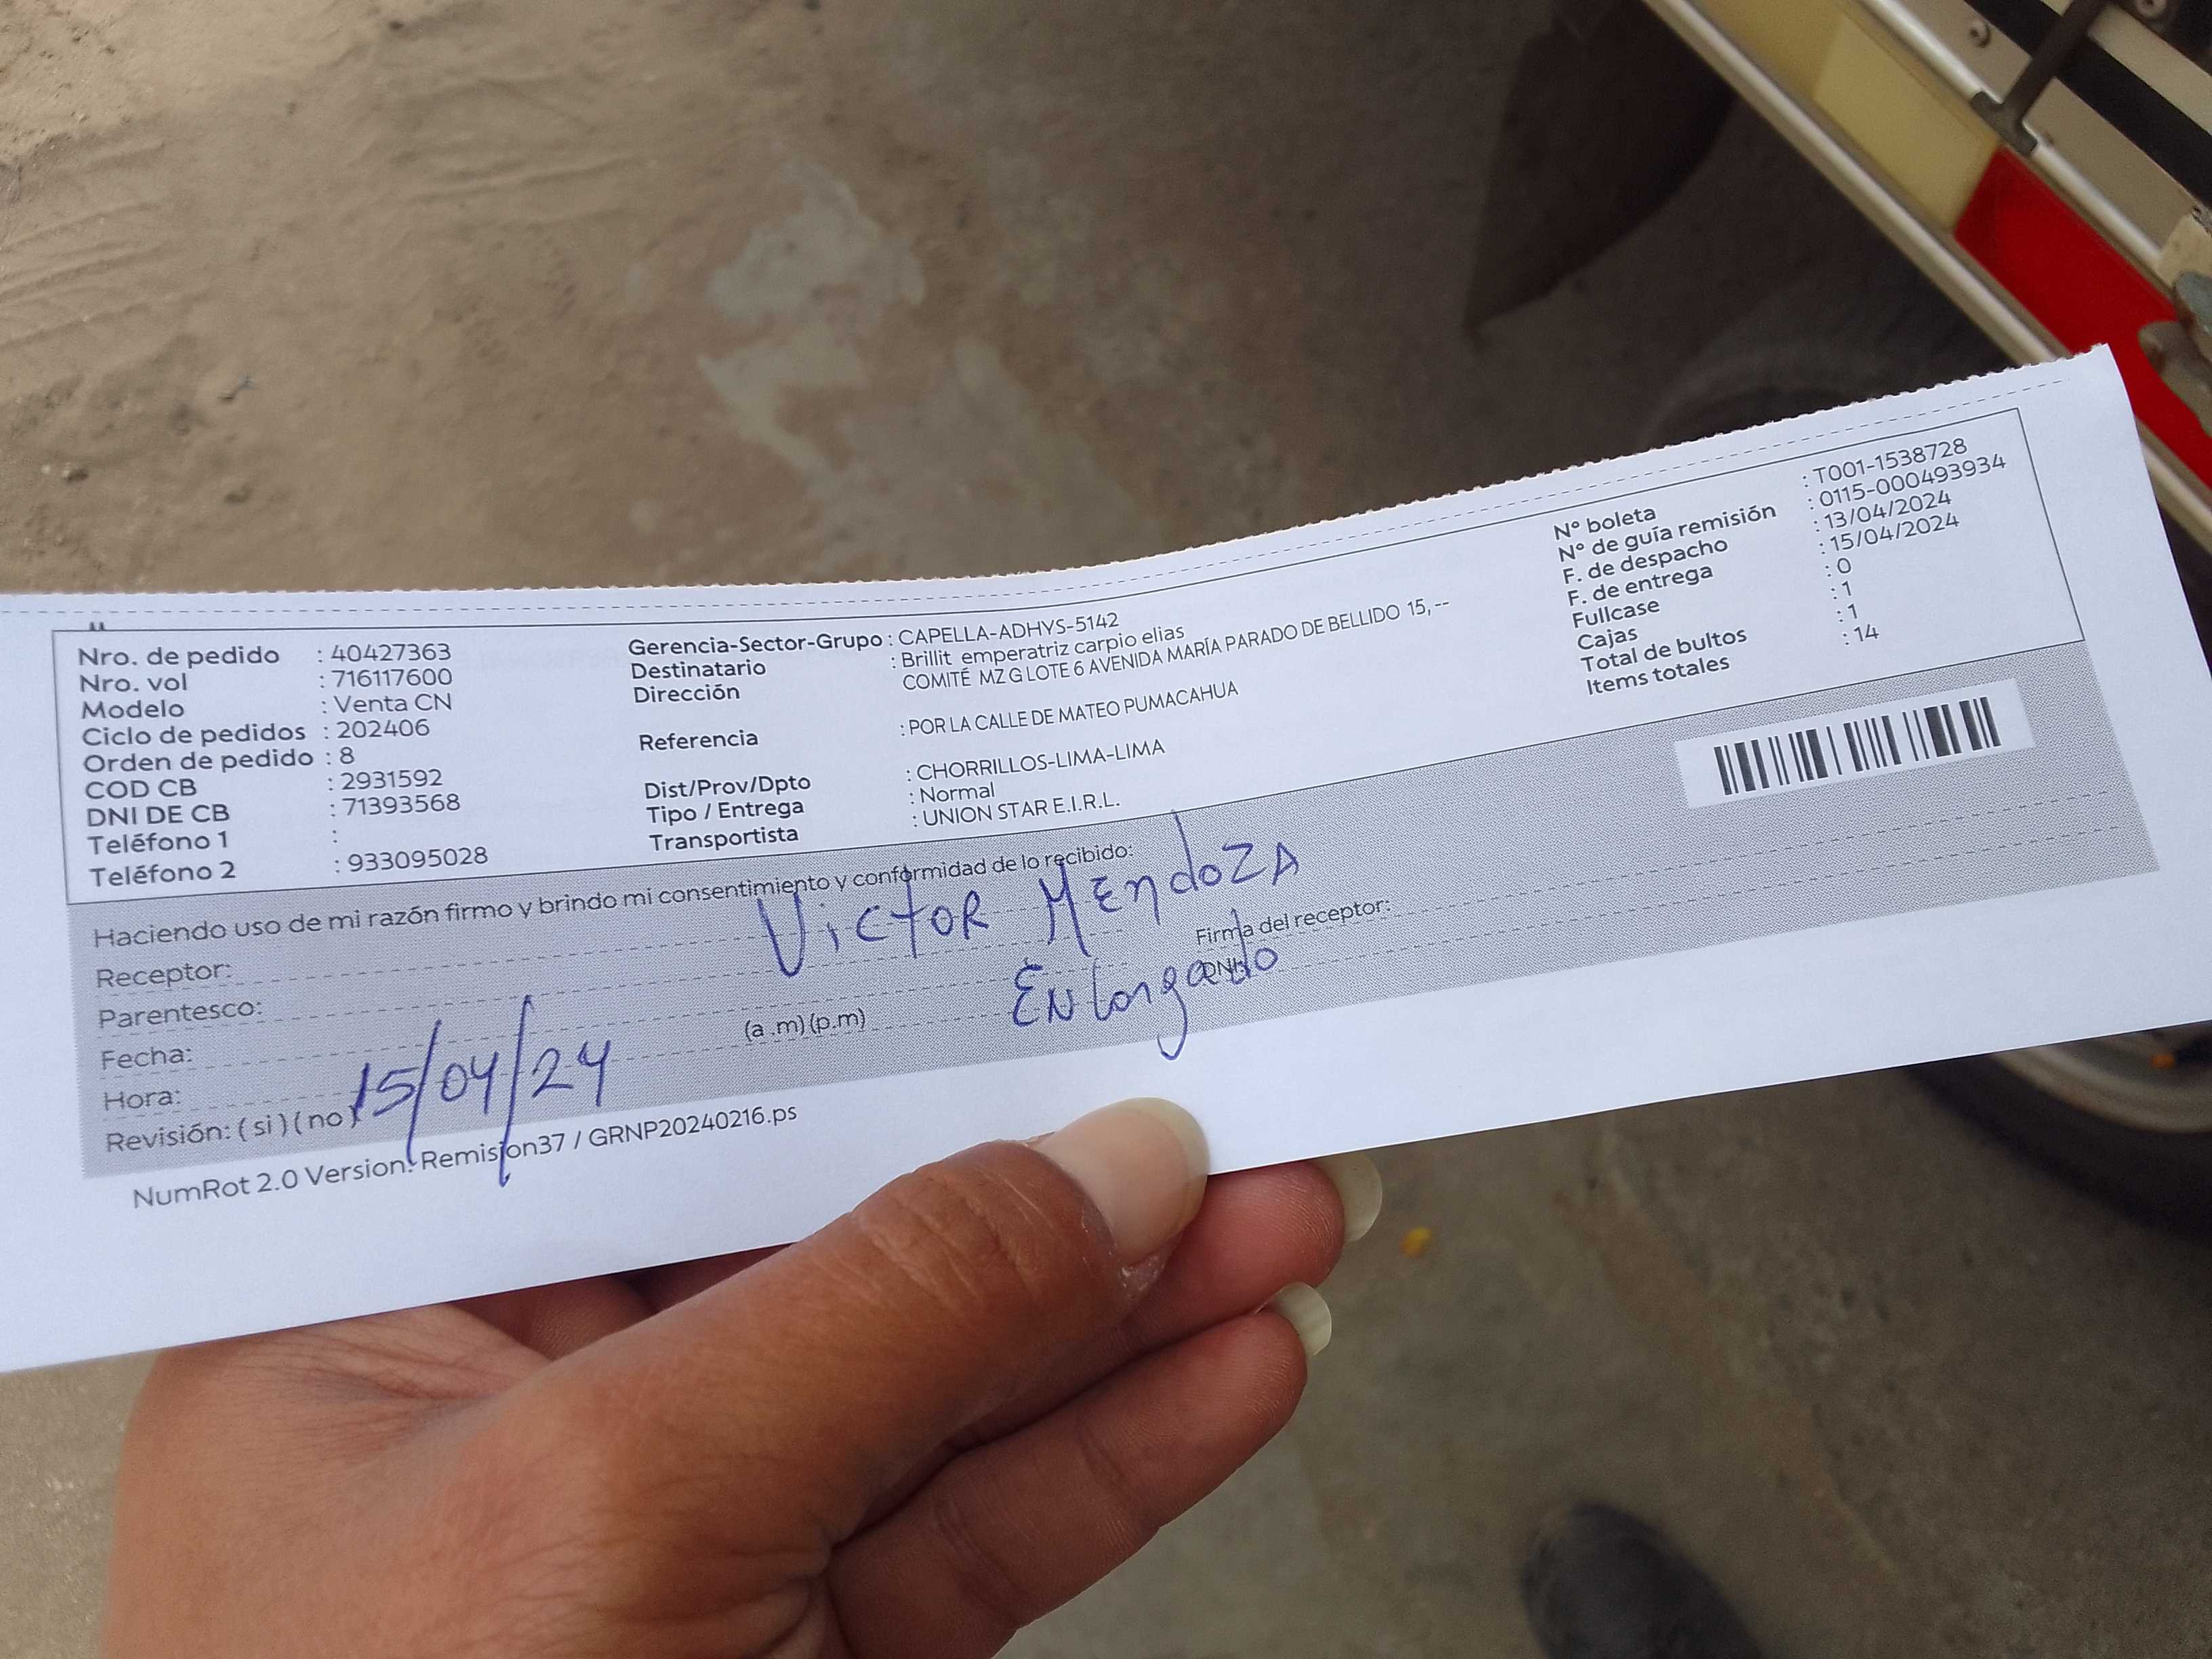 Nro. de pedido : 40427363
Nro. vol : 716117600
Modelo : Venta CN
Ciclo de pedidos : 202406
Orden de pedido : 8
COD CB : 2931592
DNI DE CB : 71393568
Teléfono 1 :
Teléfono 2 : 933095028
Gerencia-Sector-Grupo : CAPELLA-ADHYS-5142
Destinatario : Brillit emperatriz carpio elias
Dirección COMITÉ MZ G LOTE 6 AVENIDA MARÍA PARADO DE BELLIDO 15, --
Referencia : POR LA CALLE DE MATEO PUMACAHUA
Dist/Prov/Dpto : CHORRILLOS-LIMA-LIMA
Tipo / Entrega : Normal
Transportista : UNION STAR E.I.R.L.
N° boleta : T001-1538728
N° de guía remisión : 0115-000493934
F. de despacho : 13/04/2024
F. de entrega : 15/04/2024
Fullcase : 0
Cajas : 1
Total de bultos : 1
Items totales : 14
Haciendo uso de mi razón firmo y brindo mi consentimiento y conformidad de lo recibido:
Receptor: VICTOR MENDOZA
Firma del receptor:
Parentesco: Enlongado
DNI:
Fecha: 15/04/24
Hora: (a .m) (p.m)
Revisión: ( si ) ( no )
NumRot 2.0 Version: Remision37 / GRNP20240216.ps